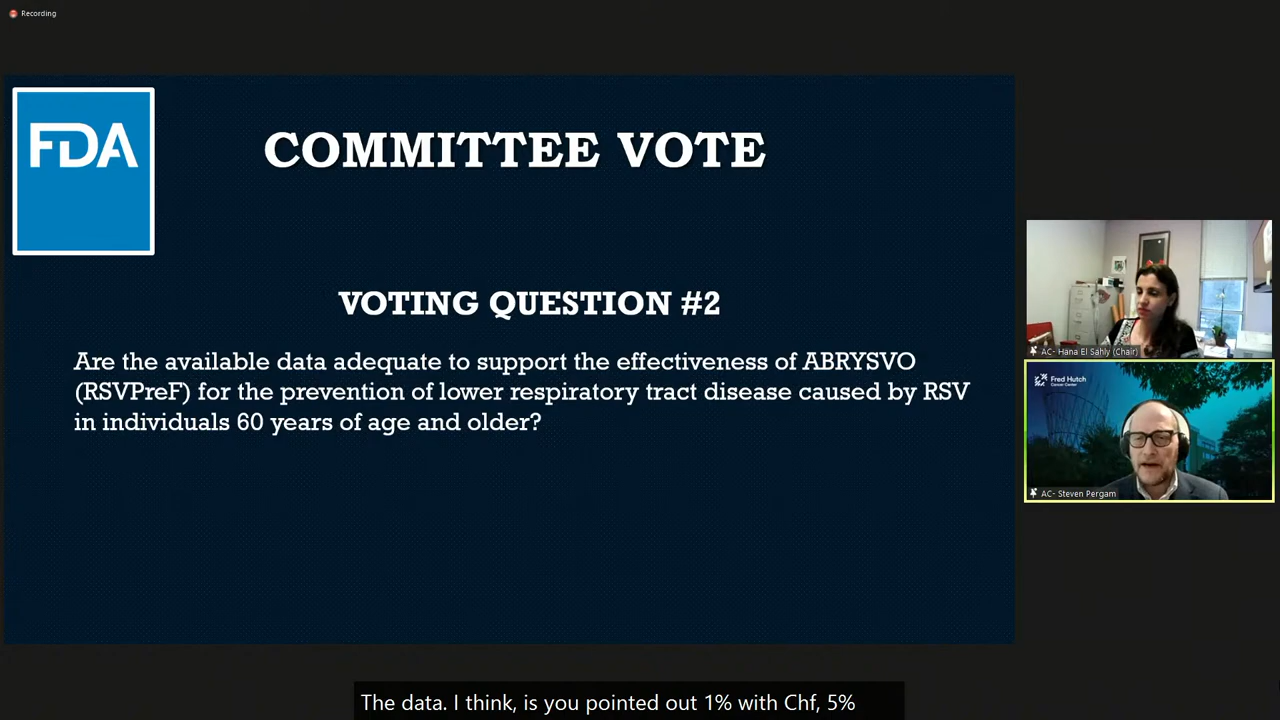 Recording
FDA
COMMITTEE VOTE
VOTING QUESTION #2
Are the available data adequate to support the effectiveness of ABRYSVO
(RSVPreF) for the prevention of lower respiratory tract disease caused by RSV
in individuals 60 years of age and older?
AC- Hana El Sahly (Chair)
Fred Hutch
Cancer Center
AC- Steven Pergam
The data. I think, is you pointed out 1% with Chf, 5%